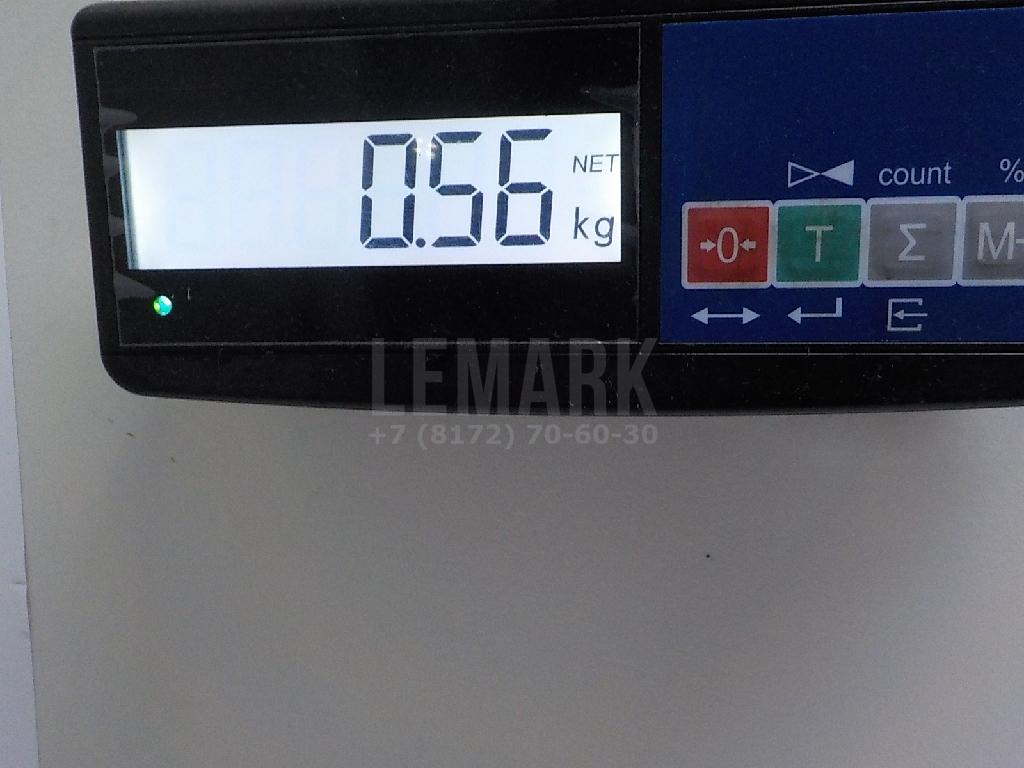 0.56
NET
kg
count
%
→0←
T
Σ
M
LEMARK
+7 (8172) 70-60-30